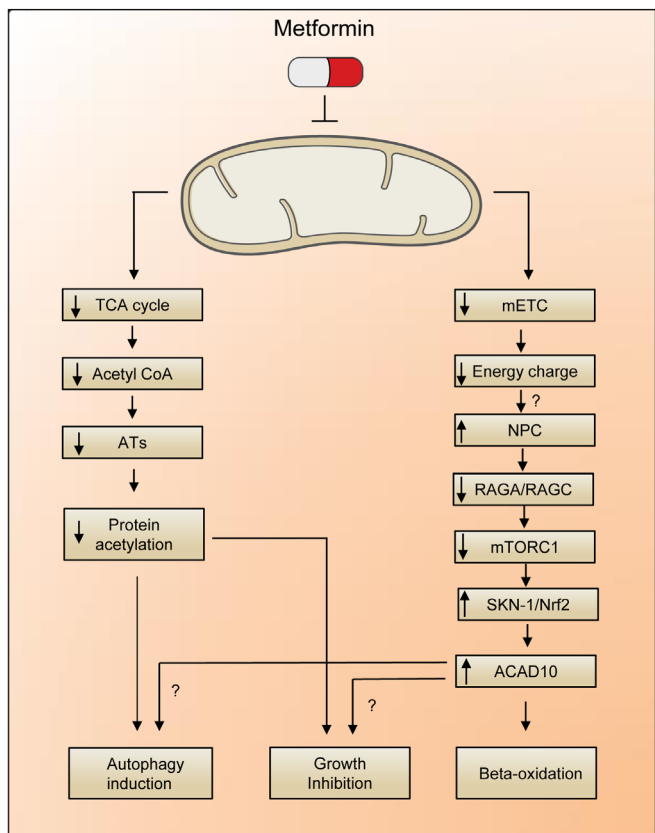 Metformin
TCA cycle
Acetyl CoA
ATs
Protein
acetylation
mETC
Energy charge
?
NPC
RAGA/RAGC
mTORC1
SKN-1/Nrf2
ACAD10
?
?
Autophagy
induction
Growth
Inhibition
Beta-oxidation